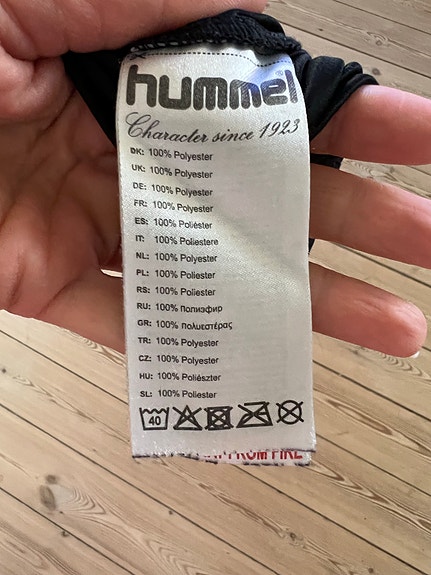 hummel
Character since 1923
DK: 100% Polyester
UK: 100% Polyester
DE: 100% Polyester
FR: 100% Polyester
ES: 100% Poliéster
IT: 100% Poliestere
NL: 100% Polyester
PL: 100% Poliester
RS: 100% Poliester
RU: 100% Полиэфир
GR: 100% πολυεστέρας
TR: 100% Polyester
CZ: 100% Polyester
HU: 100% Poliészter
SL: 100% Poliester
40
FROM FIRE